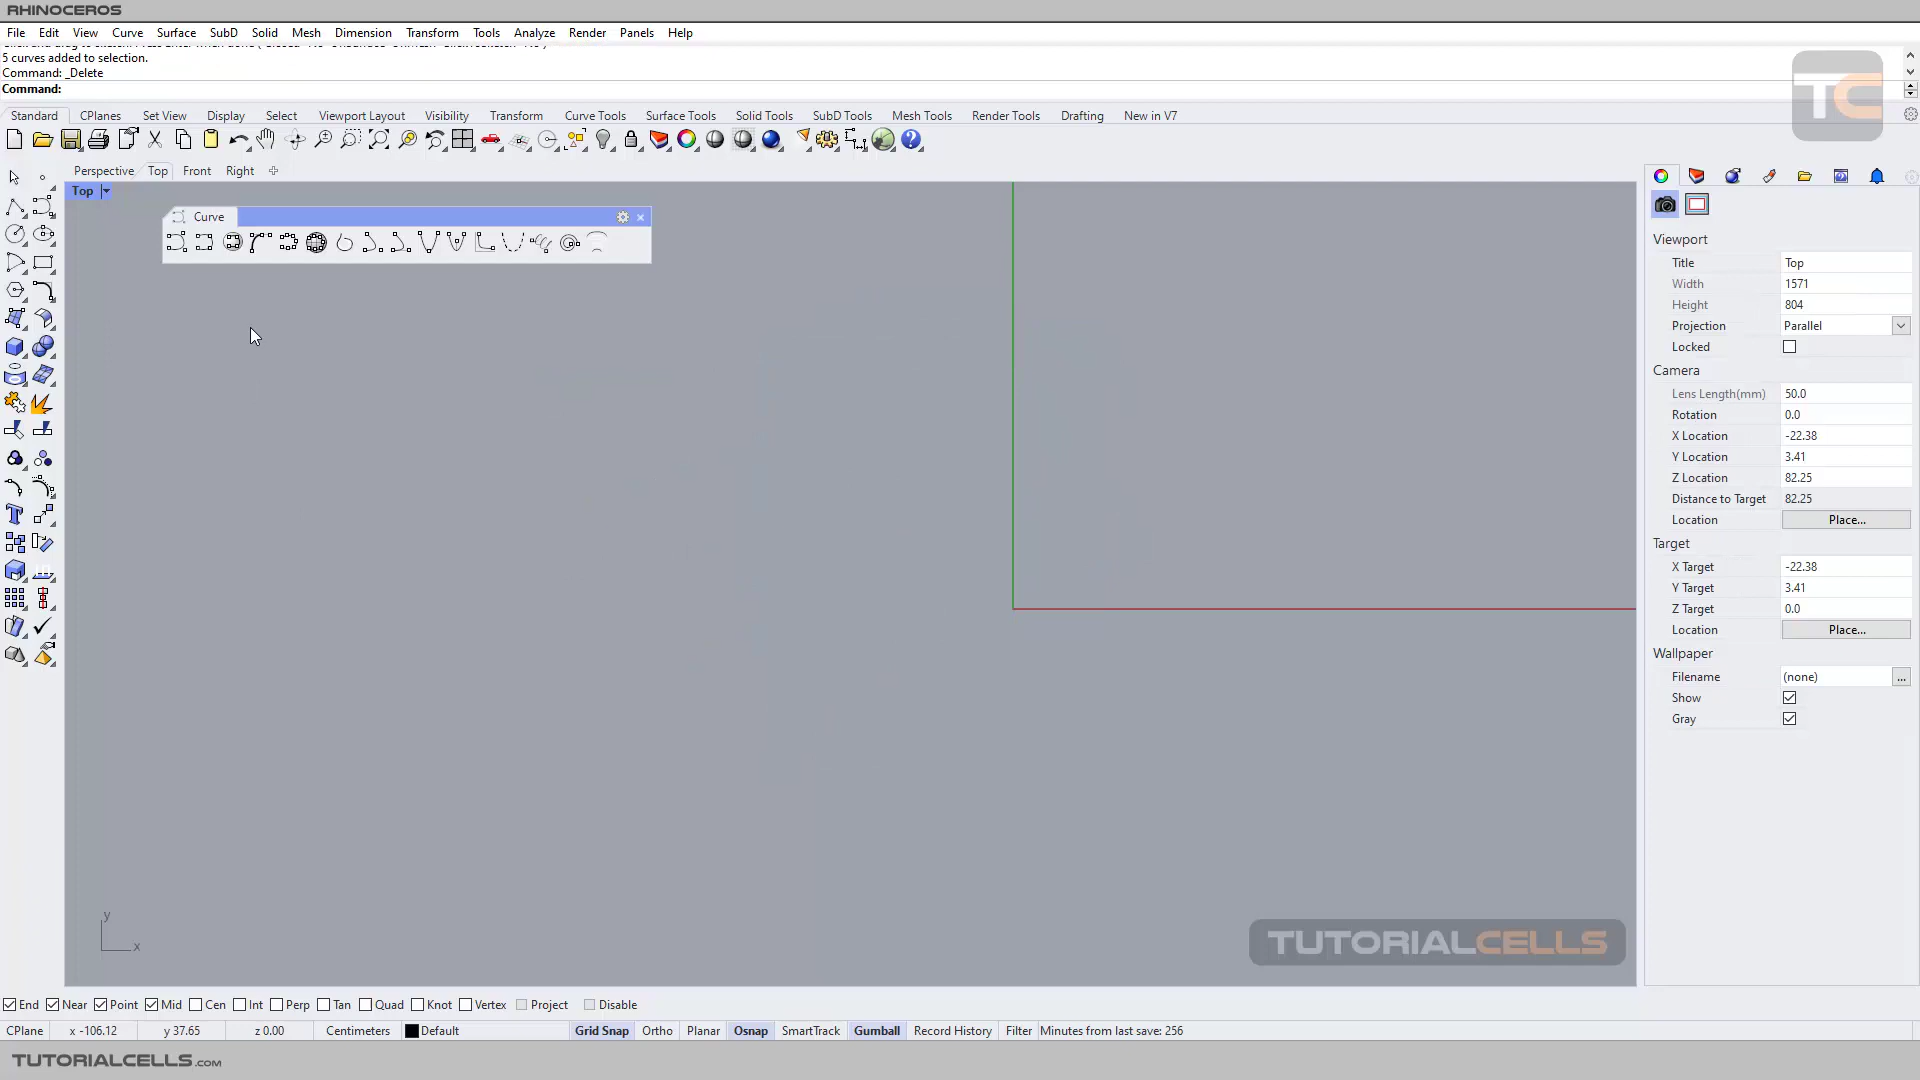 RHINOCEROS
File Edit View Curve Surface SubD Solid Mesh Dimension Transform Tools Analyze Render Panels Help
5 curves added to selection.
Command: _Delete
Command:
TC
Standard CPlanes Set View Display Select Viewport Layout Visibility Transform Curve Tools Surface Tools Solid Tools SubD Tools Mesh Tools Render Tools Drafting New in V7
Perspective Top Front Right
Top
Curve
Viewport
Title Top
Width 1571
Height 804
Projection Parallel
Locked
Camera
Lens Length(mm) 50.0
Rotation 0.0
X Location -22.38
Y Location 3.41
Z Location 82.25
Distance to Target 82.25
Location Place...
Target
X Target -22.38
Y Target 3.41
Z Target 0.0
Location Place...
Wallpaper
Filename (none) ...
Show
Gray
y
x
TUTORIALCELLS
End Near Point Mid Cen Int Perp Tan Quad Knot Vertex Project Disable
CPlane x -106.12 y 37.65 z 0.00 Centimeters Default Grid Snap Ortho Planar Osnap SmartTrack Gumball Record History Filter Minutes from last save: 256
TUTORIALCELLS.COM